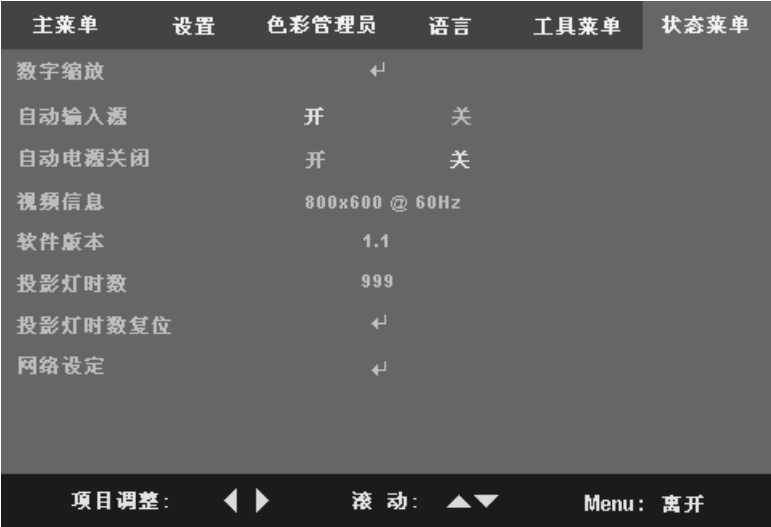 主菜单 设置 色彩管理员 语言 工具菜单 状态菜单
数字缩放 ↵
自动输入源 开 关
自动电源关闭 开 关
视频信息 800x600 @ 60Hz
软件版本 1.1
投影灯时数 999
投影灯时数复位 ↵
网络设定 ↵
项目调整: ◀ ▶ 滚 动: ▲▼ Menu: 离开